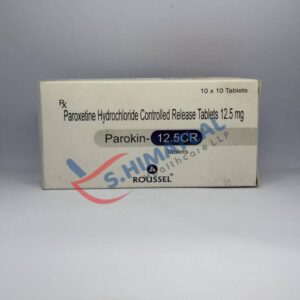 10 x 10 Tablets
Rx
Paroxetine Hydrochloride Controlled Release Tablets 12.5 mg
Parokin-12.5CR
Tablets
ROUSSEL
S.HIMANCHAL
Healthcare LLP